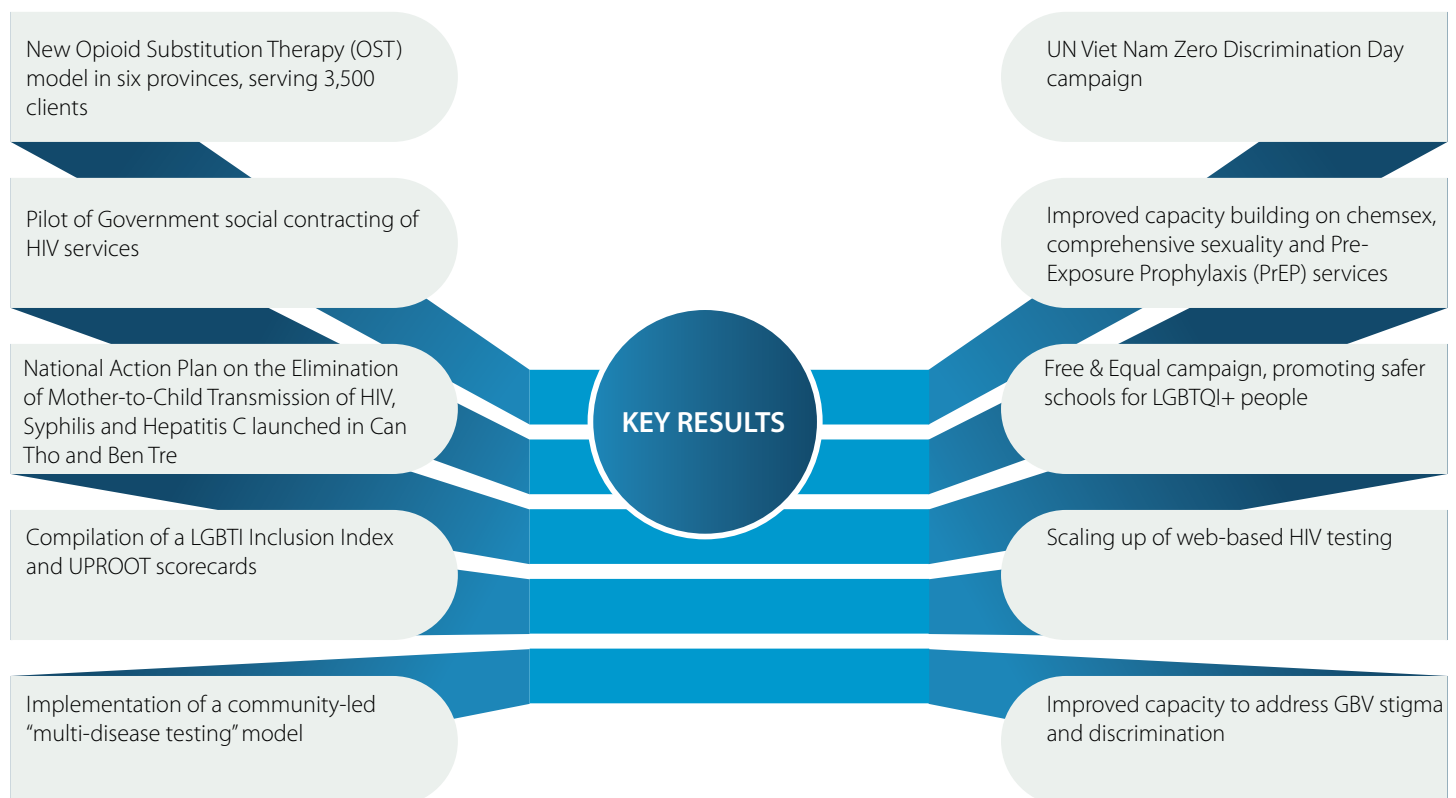 New Opioid Substitution Therapy (OST)
model in six provinces, serving 3,500
clients
Pilot of Government social contracting of
HIV services
National Action Plan on the Elimination
of Mother-to-Child Transmission of HIV,
Syphilis and Hepatitis C launched in Can
Tho and Ben Tre
Compilation of a LGBTI Inclusion Index
and UPROOT scorecards
Implementation of a community-led
“multi-disease testing” model
KEY RESULTS
UN Viet Nam Zero Discrimination Day
campaign
Improved capacity building on chemsex,
comprehensive sexuality and Pre-
Exposure Prophylaxis (PrEP) services
Free & Equal campaign, promoting safer
schools for LGBTQI+ people
Scaling up of web-based HIV testing
Improved capacity to address GBV stigma
and discrimination